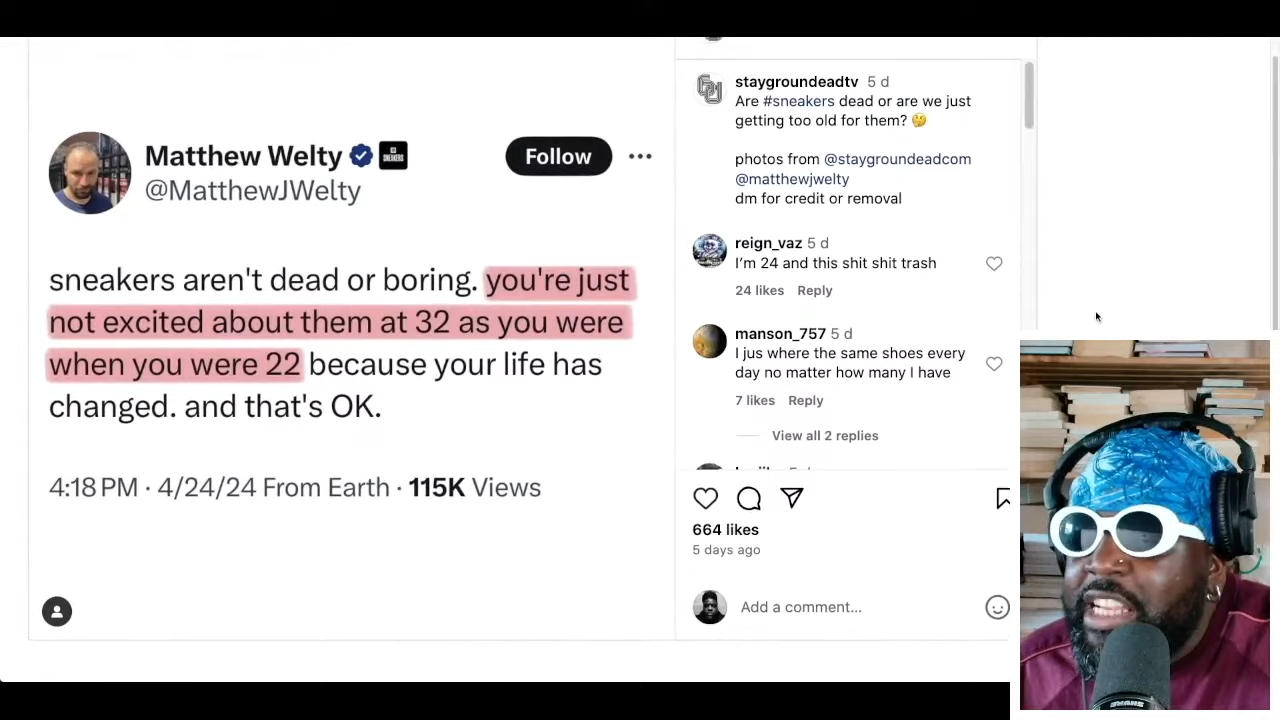 Matthew Welty
@MatthewJWelty
Follow
sneakers aren't dead or boring. you're just
not excited about them at 32 as you were
when you were 22 because your life has
changed. and that's OK.
4:18 PM · 4/24/24 From Earth · 115K Views
staygroundeadtv 5 d
Are #sneakers dead or are we just
getting too old for them? 🤔
photos from @staygroundeadcom
@matthewjwelty
dm for credit or removal
reign_vaz 5 d
I'm 24 and this shit shit trash
24 likes Reply
manson_757 5 d
I jus where the same shoes every
day no matter how many I have
7 likes Reply
View all 2 replies
664 likes
5 days ago
Add a comment...